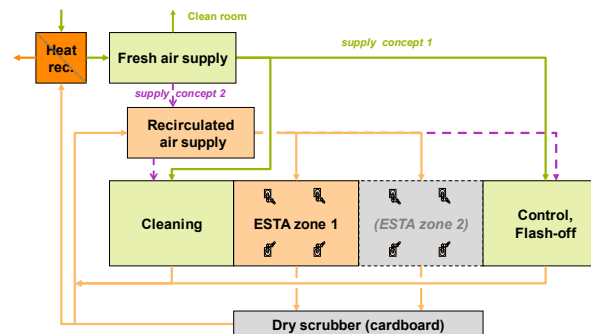 Clean room
Heat
rec.
Fresh air supply
supply concept 1
supply concept 2
Recirculated
air supply
Cleaning
ESTA zone 1
(ESTA zone 2)
Control,
Flash-off
Dry scrubber (cardboard)